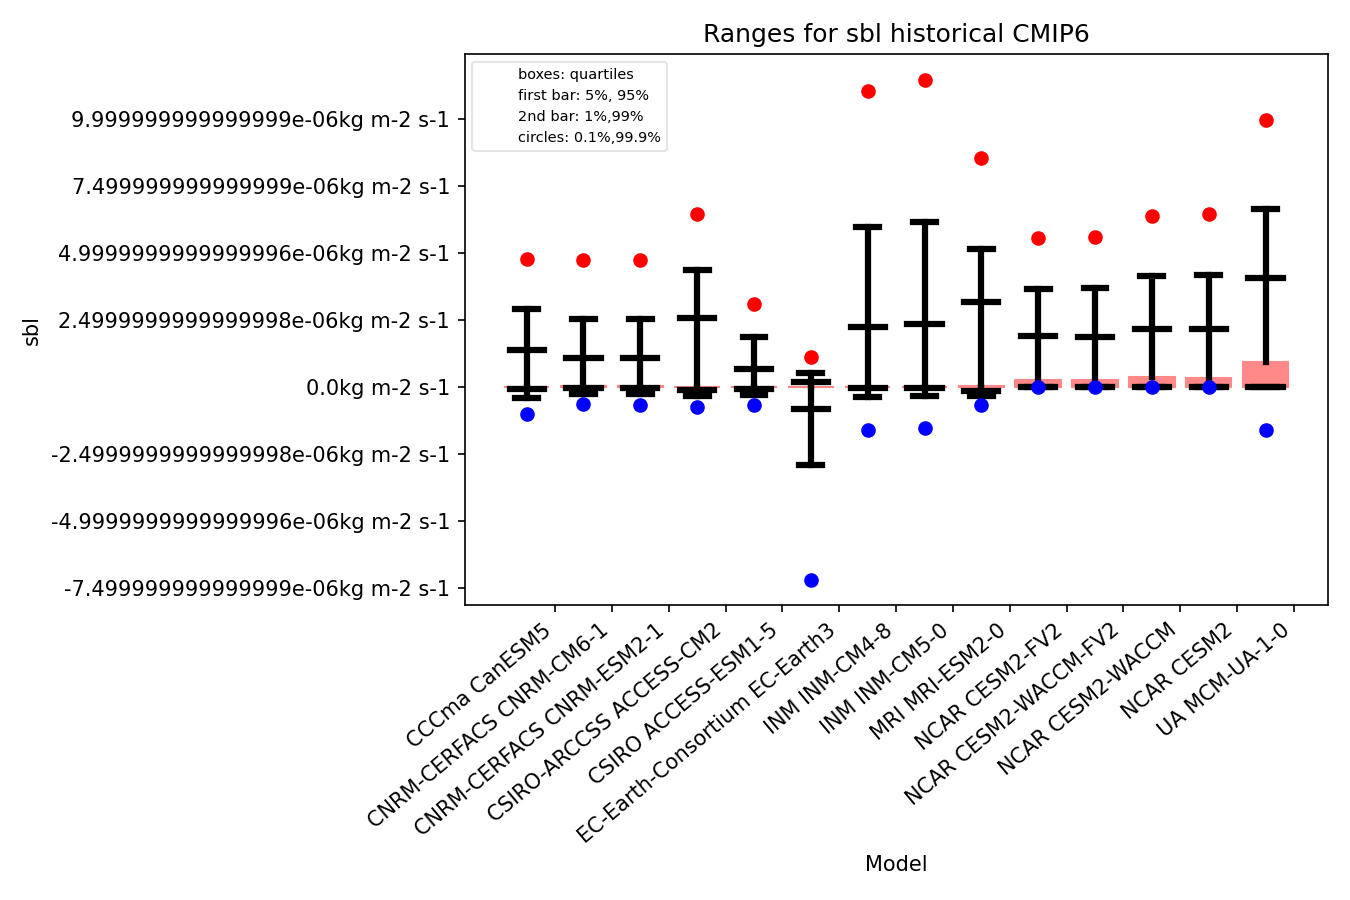 Ranges for sbl historical CMIP6
boxes: quartiles
first bar: 5%, 95%
2nd bar: 1%,99%
circles: 0.1%,99.9%
9.999999999999999e-06kg m-2 s-1
7.499999999999999e-06kg m-2 s-1
4.9999999999999996e-06kg m-2 s-1
2.4999999999999998e-06kg m-2 s-1
0.0kg m-2 s-1
-2.4999999999999998e-06kg m-2 s-1
-4.9999999999999996e-06kg m-2 s-1
-7.499999999999999e-06kg m-2 s-1
sbl
CCCma CanESM5
CNRM-CERFACS CNRM-CM6-1
CNRM-CERFACS CNRM-ESM2-1
CSIRO-ARCCSS ACCESS-CM2
CSIRO ACCESS-ESM1-5
EC-Earth-Consortium EC-Earth3
INM INM-CM4-8
INM INM-CM5-0
MRI MRI-ESM2-0
NCAR CESM2-FV2
NCAR CESM2-WACCM-FV2
NCAR CESM2-WACCM
NCAR CESM2
UA MCM-UA-1-0
Model